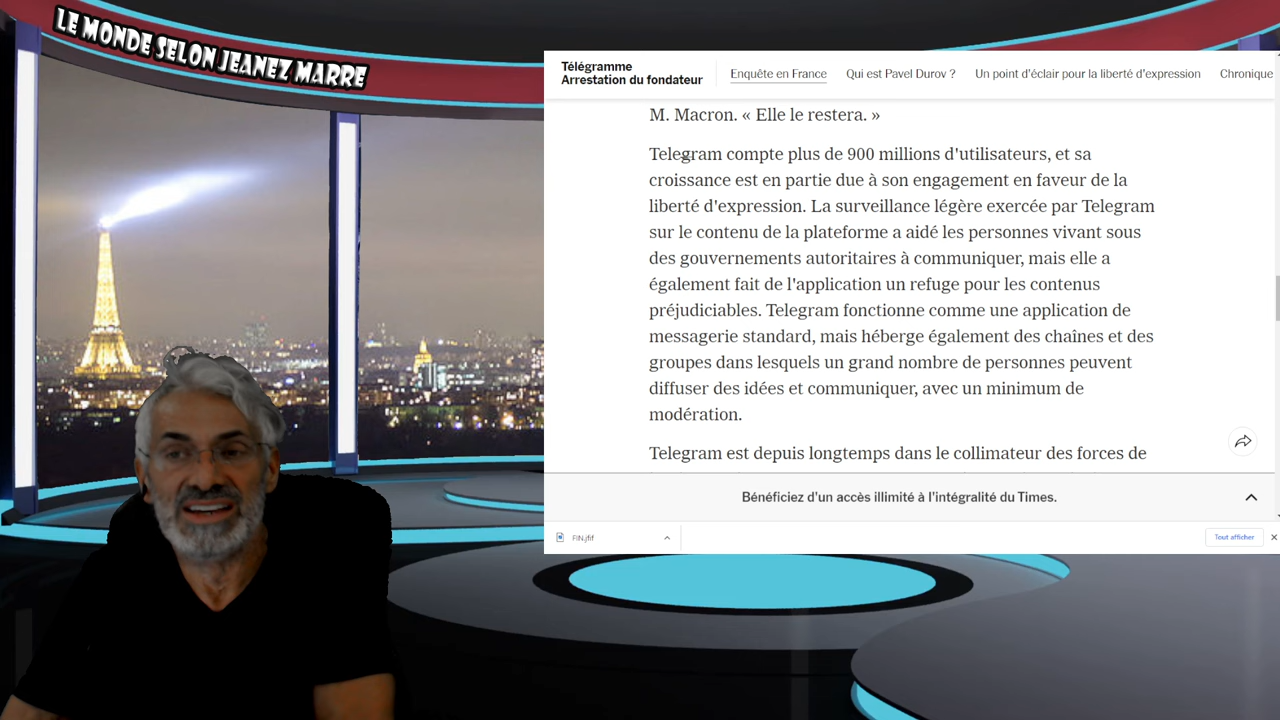 LE MONDE SELON JEANEZ MARRE
Télégramme
Arrestation du fondateur
Enquête en France
Qui est Pavel Durov ?
Un point d'éclair pour la liberté d'expression
Chronique
M. Macron. « Elle le restera. »
Telegram compte plus de 900 millions d'utilisateurs, et sa
croissance est en partie due à son engagement en faveur de la
liberté d'expression. La surveillance légère exercée par Telegram
sur le contenu de la plateforme a aidé les personnes vivant sous
des gouvernements autoritaires à communiquer, mais elle a
également fait de l'application un refuge pour les contenus
préjudiciables. Telegram fonctionne comme une application de
messagerie standard, mais héberge également des chaînes et des
groupes dans lesquels un grand nombre de personnes peuvent
diffuser des idées et communiquer, avec un minimum de
modération.
Telegram est depuis longtemps dans le collimateur des forces de
Bénéficiez d'un accès illimité à l'intégralité du Times.
FIN.jfif
Tout afficher